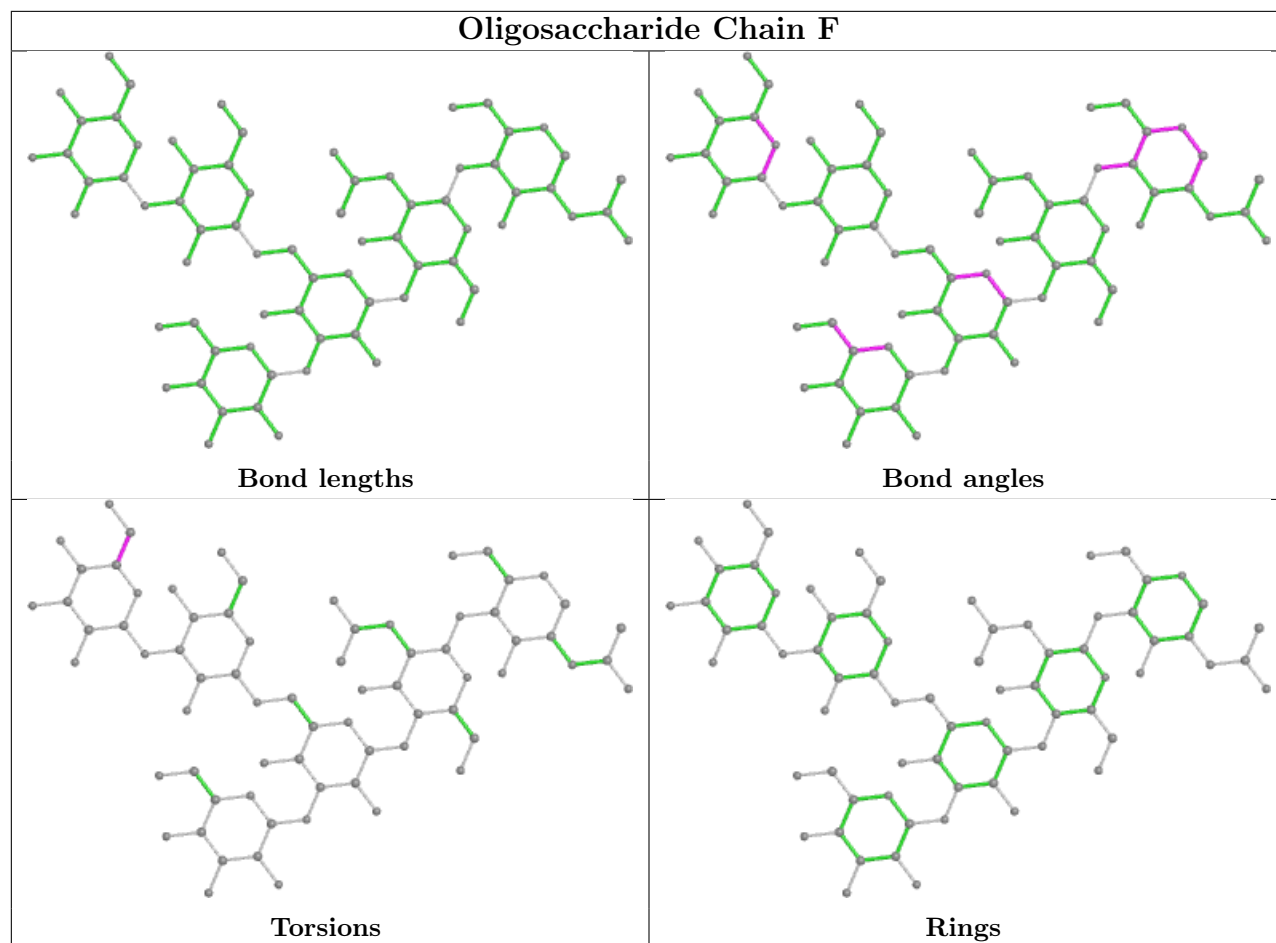 Oligosaccharide Chain F
Bond lengths
Bond angles
Torsions
Rings